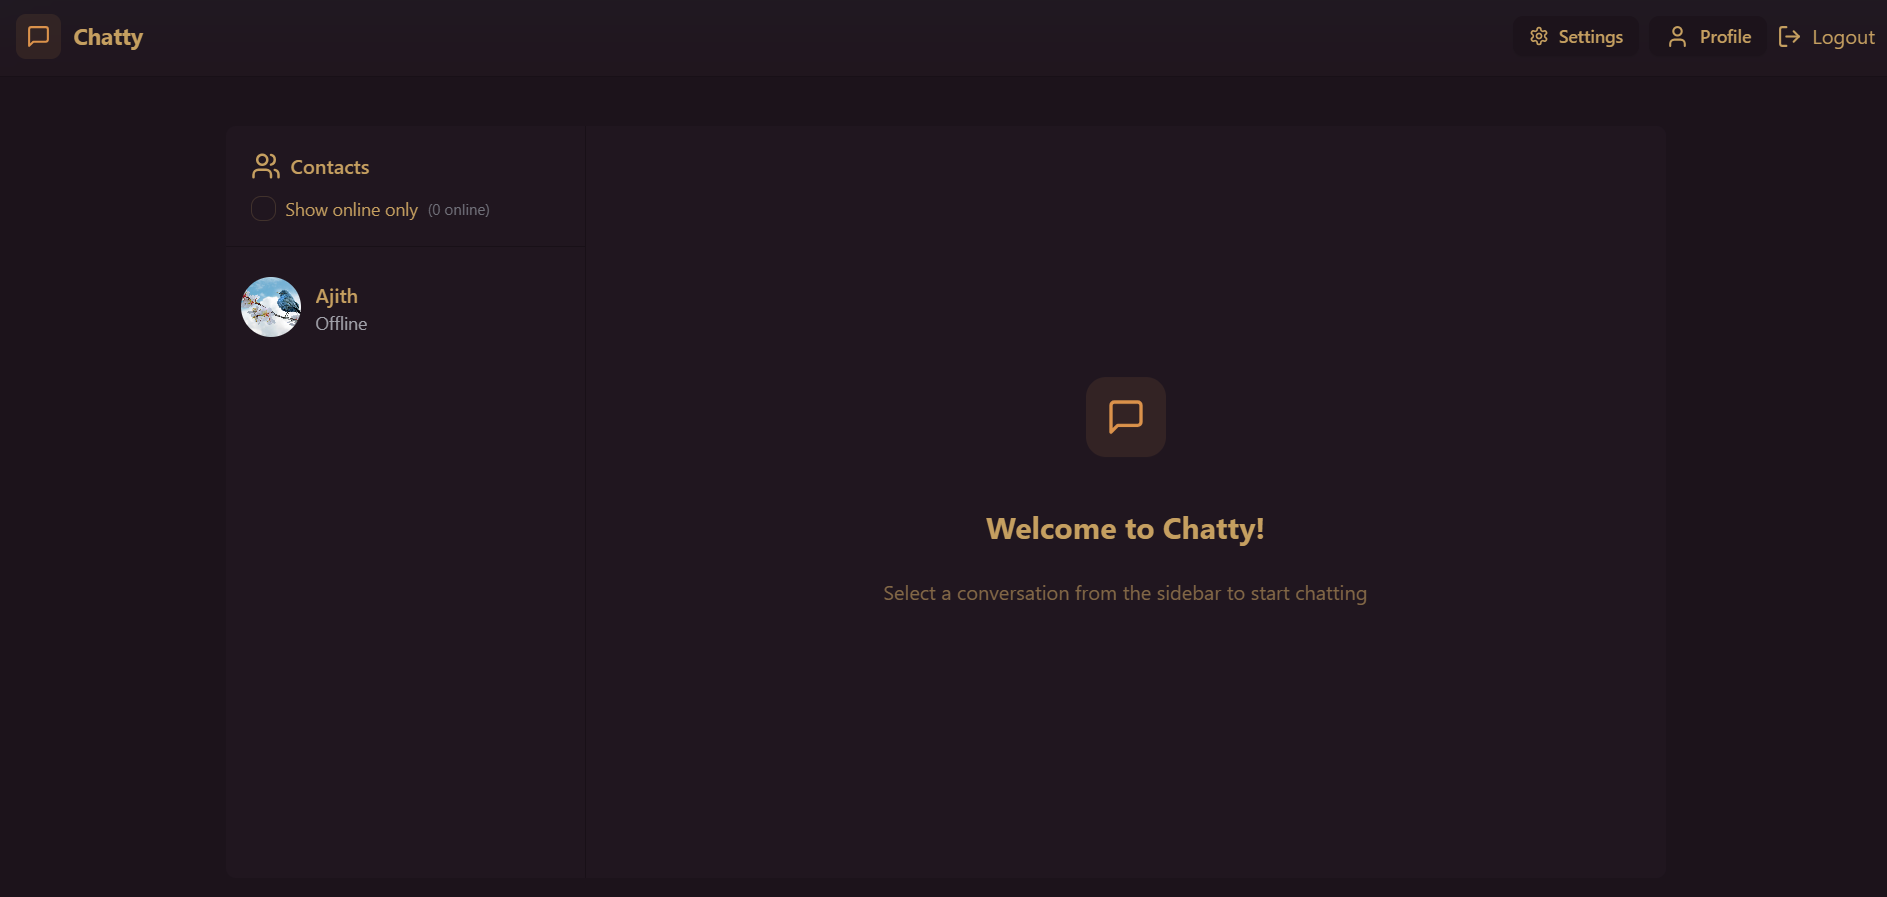 Chatty
Settings
Profile
Logout
Contacts
Show online only (0 online)
Ajith
Offline
Welcome to Chatty!
Select a conversation from the sidebar to start chatting